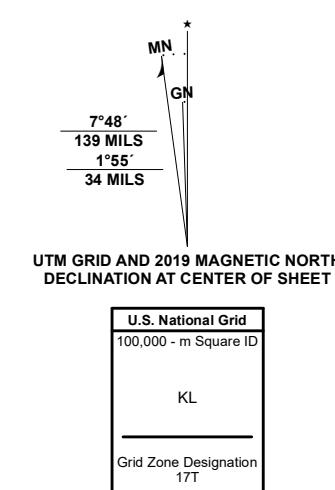 MN
GN
7°48´
139 MILS
1°55´
34 MILS
UTM GRID AND 2019 MAGNETIC NORTH
DECLINATION AT CENTER OF SHEET
U.S. National Grid
100,000 - m Square ID
KL
Grid Zone Designation
17T